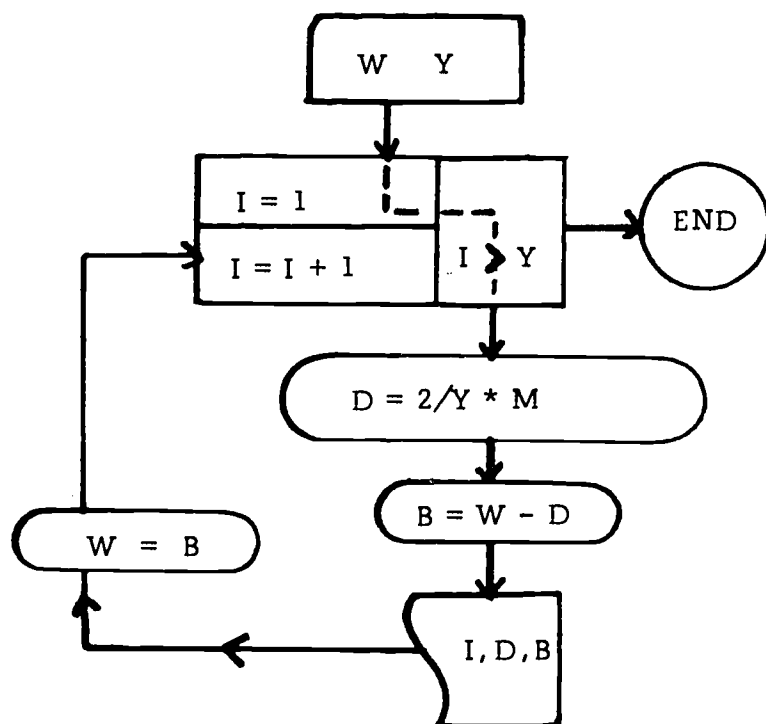 W Y
I = 1
I = I + 1
I > Y
END
D = 2/Y * M
B = W - D
W = B
I, D, B